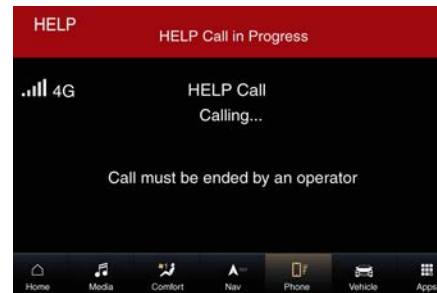 HELP
HELP Call in Progress
4G
HELP Call
Calling...
Call must be ended by an operator
Home Media Comfort Nav Phone Vehicle Apps